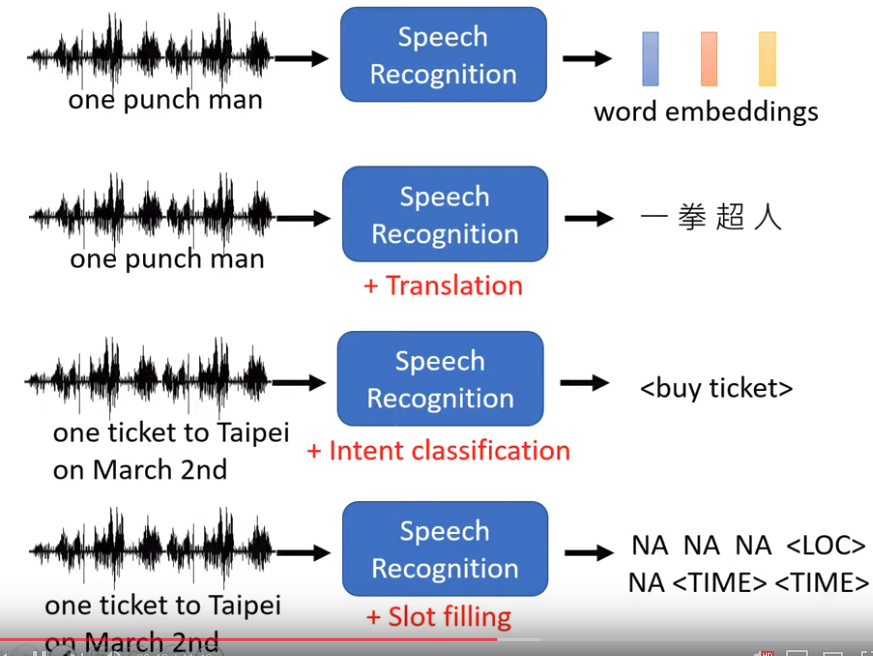 Speech
Recognition
one punch man
word embeddings
Speech
Recognition
一 拳 超 人
one punch man
+ Translation
Speech
Recognition
<buy ticket>
one ticket to Taipei
on March 2nd
+ Intent classification
Speech
Recognition
NA NA NA <LOC>
NA <TIME> <TIME>
one ticket to Taipei
on March 2nd
+ Slot filling
HD